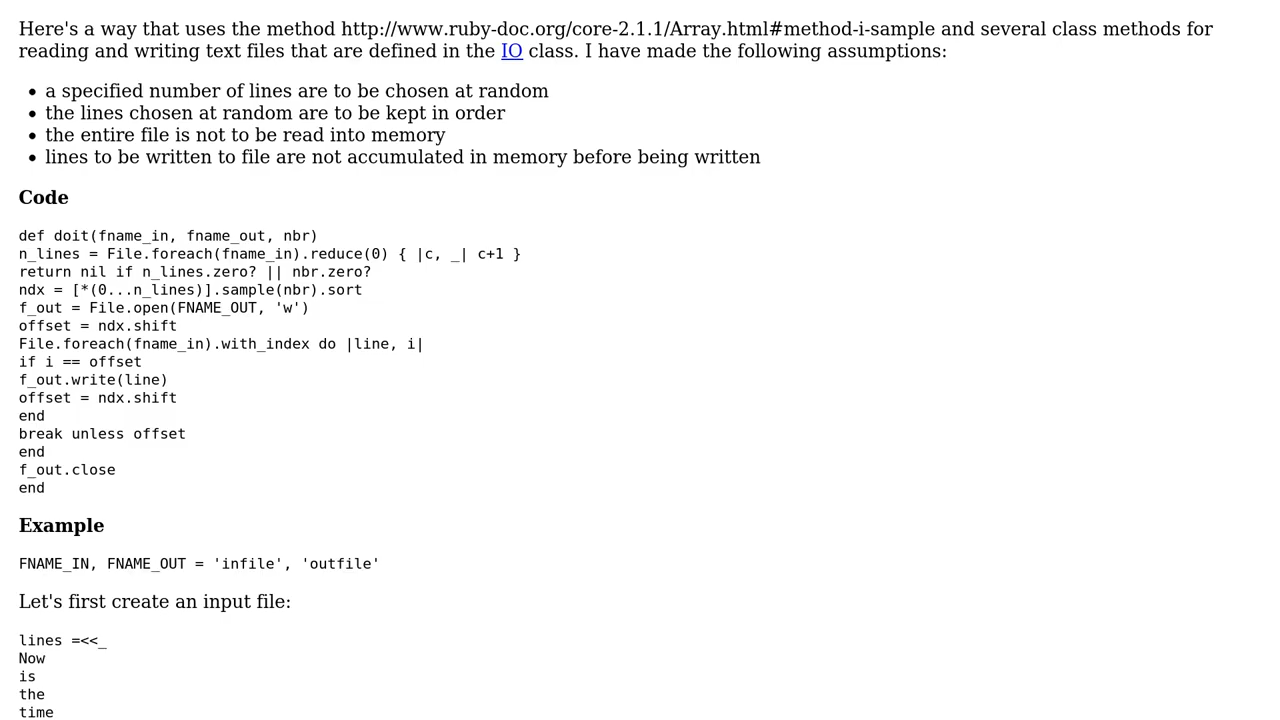 Here's a way that uses the method http://www.ruby-doc.org/core-2.1.1/Array.html#method-i-sample and several class methods for
reading and writing text files that are defined in the IO class. I have made the following assumptions:
• a specified number of lines are to be chosen at random
• the lines chosen at random are to be kept in order
• the entire file is not to be read into memory
• lines to be written to file are not accumulated in memory before being written
Code
def doit(fname_in, fname_out, nbr)
n_lines = File.foreach(fname_in).reduce(0) { |c, _| c+1 }
return nil if n_lines.zero? || nbr.zero?
ndx = [*(0...n_lines)].sample(nbr).sort
f_out = File.open(FNAME_OUT, 'w')
offset = ndx.shift
File.foreach(fname_in).with_index do |line, i|
if i == offset
f_out.write(line)
offset = ndx.shift
end
break unless offset
end
f_out.close
end
Example
FNAME_IN, FNAME_OUT = 'infile', 'outfile'
Let's first create an input file:
lines =<<_
Now
is
the
time